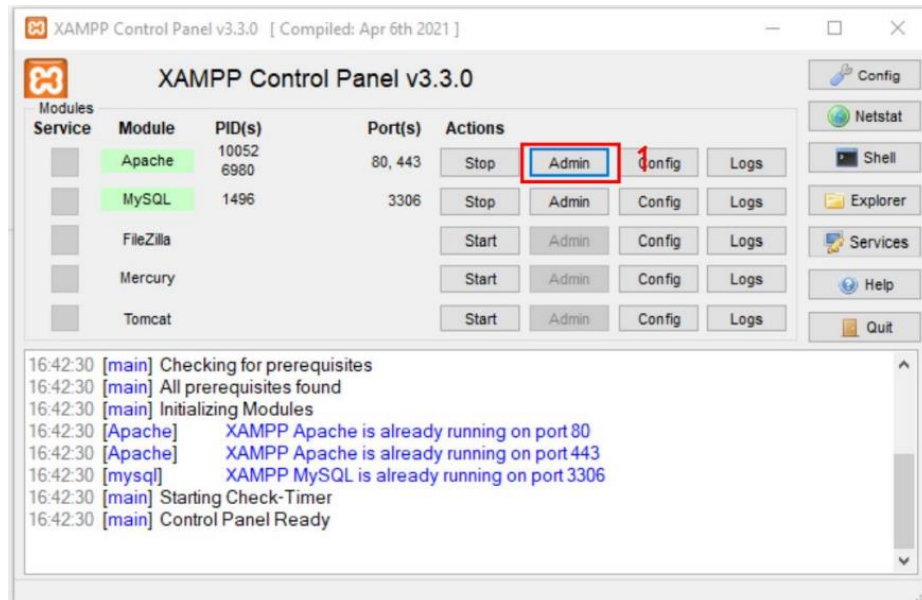 XAMPP Control Panel v3.3.0 [ Compiled: Apr 6th 2021 ]
XAMPP Control Panel v3.3.0
Config
Modules
Service Module PID(s) Port(s) Actions
Netstat
Apache 10052 6980 80, 443 Stop Admin 1 Config Logs
Shell
MySQL 1496 3306 Stop Admin Config Logs
Explorer
FileZilla Start Admin Config Logs
Services
Mercury Start Admin Config Logs
Help
Tomcat Start Admin Config Logs
Quit
16:42:30 [main] Checking for prerequisites
16:42:30 [main] All prerequisites found
16:42:30 [main] Initializing Modules
16:42:30 [Apache] XAMPP Apache is already running on port 80
16:42:30 [Apache] XAMPP Apache is already running on port 443
16:42:30 [mysql] XAMPP MySQL is already running on port 3306
16:42:30 [main] Starting Check-Timer
16:42:30 [main] Control Panel Ready